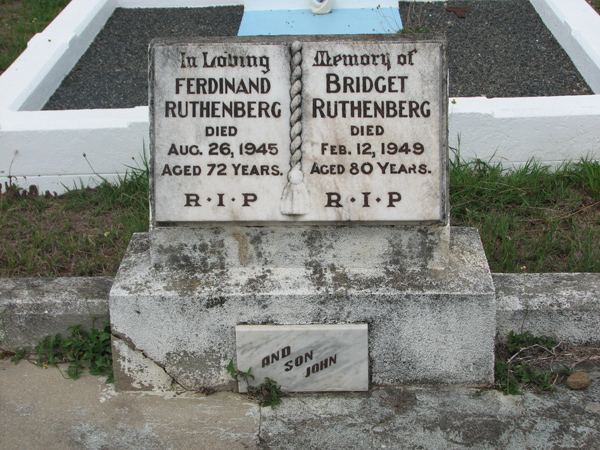 In Loving
FERDINAND
RUTHENBERG
DIED
AUG. 26, 1945
AGED 72 YEARS.
R·I·P
Memory of
BRIDGET
RUTHENBERG
DIED
FEB. 12, 1949
AGED 80 YEARS.
R·I·P
AND
SON
JOHN